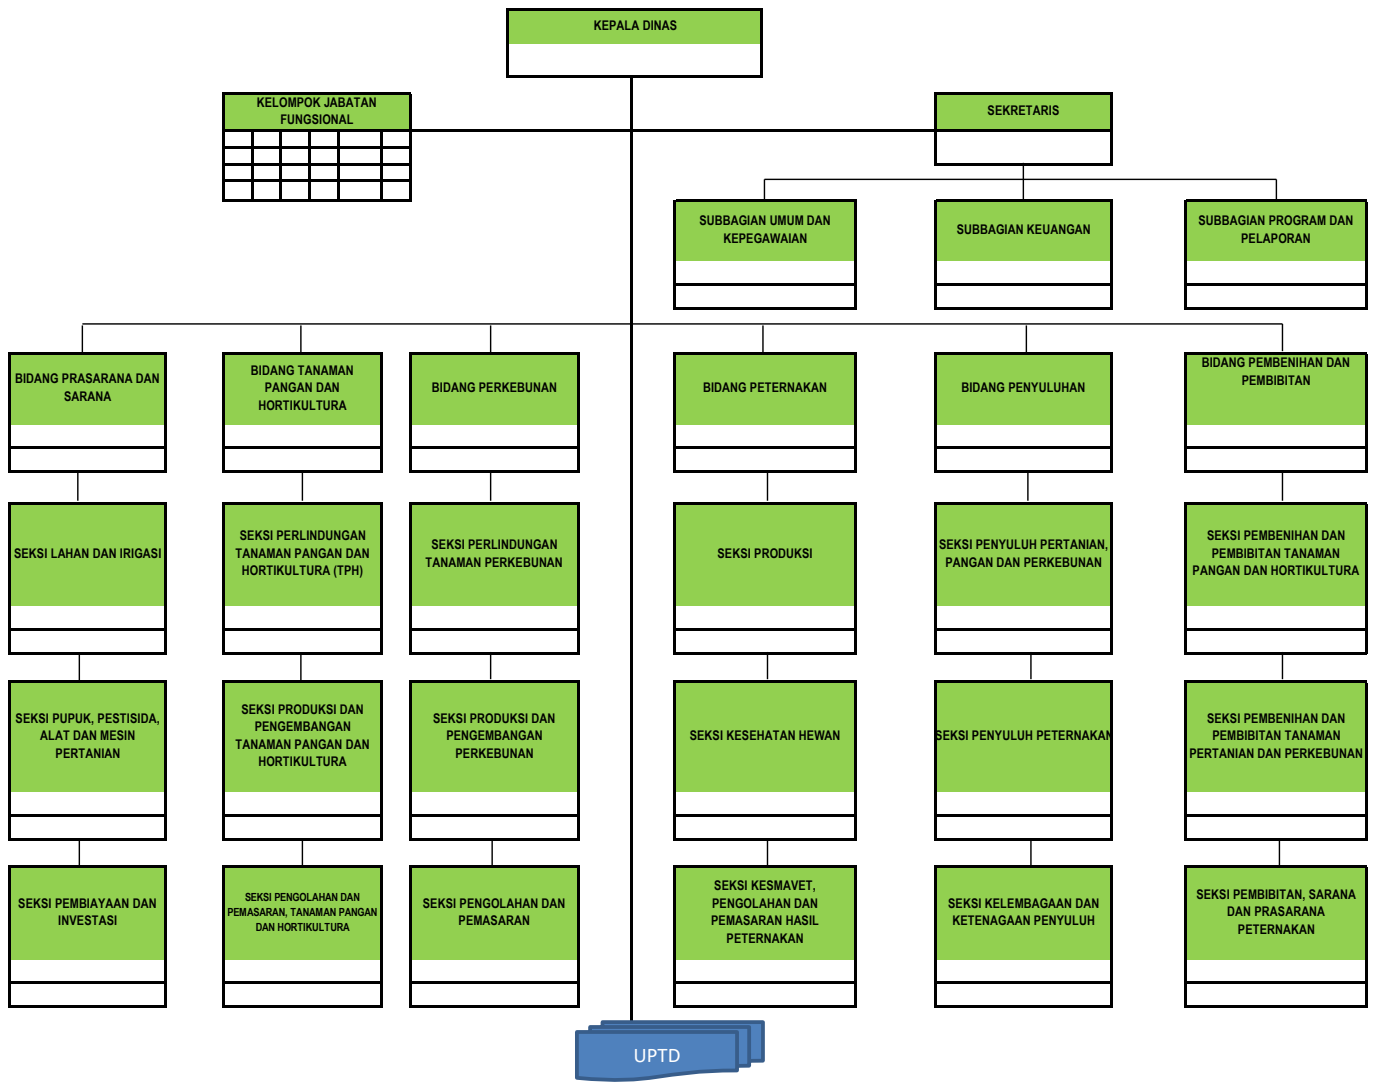 KEPALA DINAS
KELOMPOK JABATAN
FUNGSIONAL
SEKRETARIS
SUBBAGIAN UMUM DAN
KEPEGAWAIAN
SUBBAGIAN KEUANGAN
SUBBAGIAN PROGRAM DAN
PELAPORAN
BIDANG PRASARANA DAN
SARANA
BIDANG TANAMAN
PANGAN DAN
HORTIKULTURA
BIDANG PERKEBUNAN
BIDANG PETERNAKAN
BIDANG PENYULUHAN
BIDANG PEMBENIHAN DAN
PEMBIBITAN
SEKSI LAHAN DAN IRIGASI
SEKSI PERLINDUNGAN
TANAMAN PANGAN DAN
HORTIKULTURA (TPH)
SEKSI PERLINDUNGAN
TANAMAN PERKEBUNAN
SEKSI PRODUKSI
SEKSI PENYULUH PERTANIAN,
PANGAN DAN PERKEBUNAN
SEKSI PEMBENIHAN DAN
PEMBIBITAN TANAMAN
PANGAN DAN HORTIKULTURA
SEKSI PUPUK, PESTISIDA,
ALAT DAN MESIN
PERTANIAN
SEKSI PRODUKSI DAN
PENGEMBANGAN
TANAMAN PANGAN DAN
HORTIKULTURA
SEKSI PRODUKSI DAN
PENGEMBANGAN
PERKEBUNAN
SEKSI KESEHATAN HEWAN
SEKSI PENYULUH PETERNAKAN
SEKSI PEMBENIHAN DAN
PEMBIBITAN TANAMAN
PERTANIAN DAN PERKEBUNAN
SEKSI PEMBIAYAAN DAN
INVESTASI
SEKSI PENGOLAHAN DAN
PEMASARAN, TANAMAN PANGAN
DAN HORTIKULTURA
SEKSI PENGOLAHAN DAN
PEMASARAN
SEKSI KESMAVET,
PENGOLAHAN DAN
PEMASARAN HASIL
PETERNAKAN
SEKSI KELEMBAGAAN DAN
KETENAGAAN PENYULUH
SEKSI PEMBIBITAN, SARANA
DAN PRASARANA
PETERNAKAN
UPTD